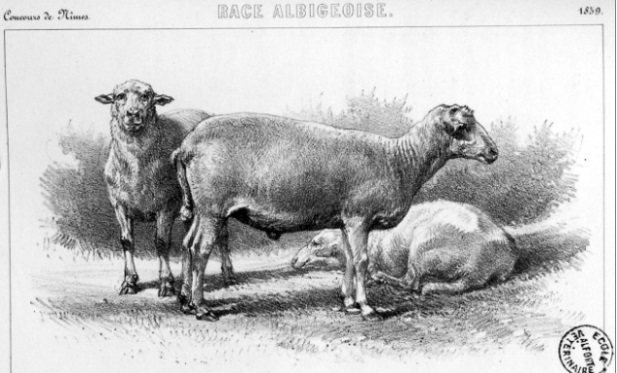 Concours de Nîmes.
RACE ALBIGEOISE.
1859.
ECOLE
VETERINAIRE
ALFORT